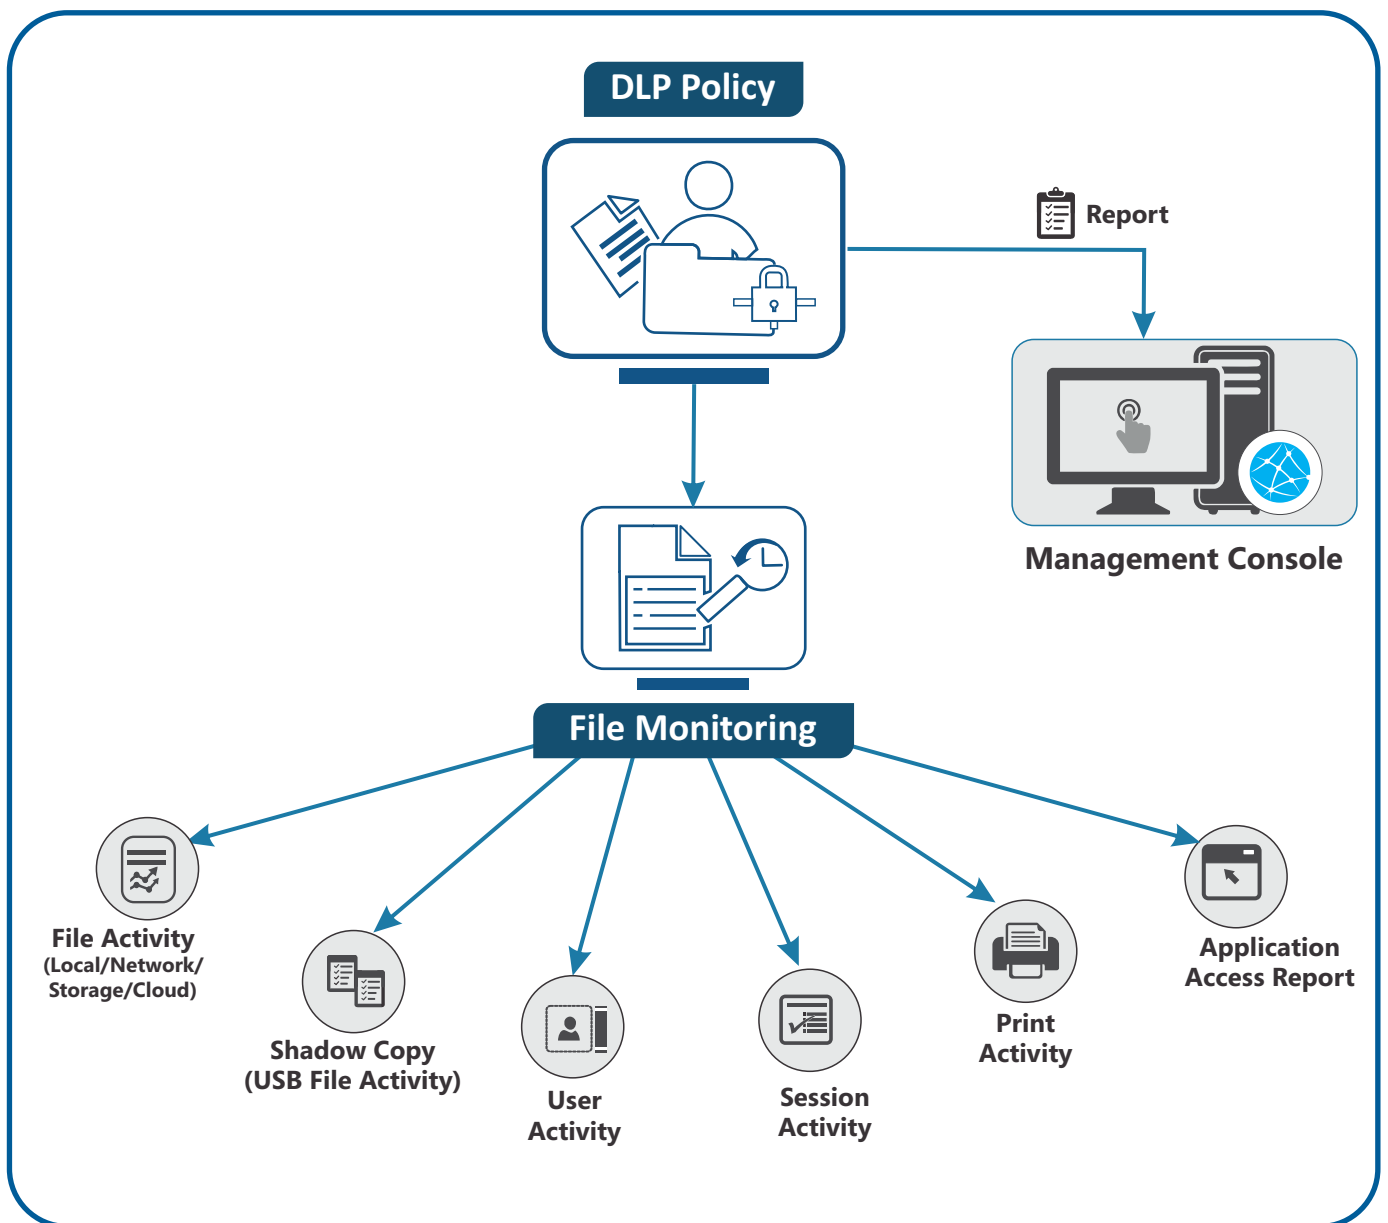 DLP Policy
Report
Management Console
File Monitoring
File Activity
(Local/Network/
Storage/Cloud)
Shadow Copy
(USB File Activity)
User
Activity
Session
Activity
Print
Activity
Application
Access Report